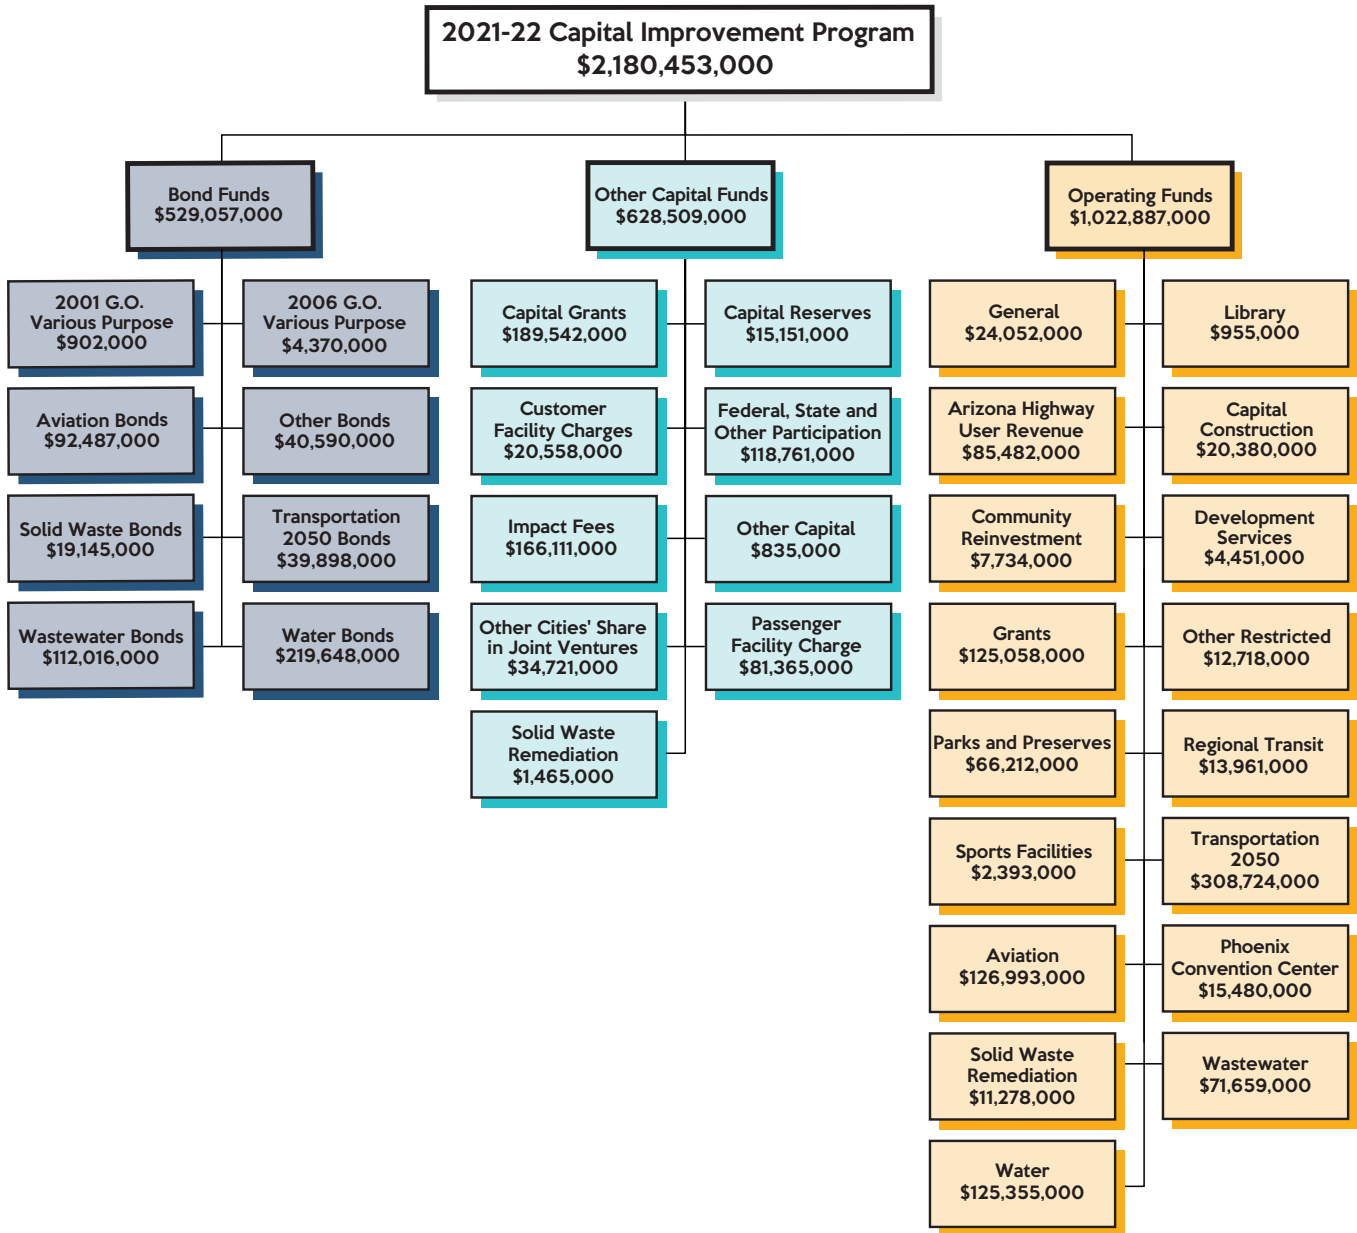 2021-22 Capital Improvement Program
$2,180,453,000
Bond Funds
$529,057,000
2001 G.O.
Various Purpose
$902,000
2006 G.O.
Various Purpose
$4,370,000
Aviation Bonds
$92,487,000
Other Bonds
$40,590,000
Solid Waste Bonds
$19,145,000
Transportation
2050 Bonds
$39,898,000
Wastewater Bonds
$112,016,000
Water Bonds
$219,648,000
Other Capital Funds
$628,509,000
Capital Grants
$189,542,000
Capital Reserves
$15,151,000
Customer
Facility Charges
$20,558,000
Federal, State and
Other Participation
$118,761,000
Impact Fees
$166,111,000
Other Capital
$835,000
Other Cities' Share
in Joint Ventures
$34,721,000
Passenger
Facility Charge
$81,365,000
Solid Waste
Remediation
$1,465,000
Operating Funds
$1,022,887,000
General
$24,052,000
Library
$955,000
Arizona Highway
User Revenue
$85,482,000
Capital
Construction
$20,380,000
Community
Reinvestment
$7,734,000
Development
Services
$4,451,000
Grants
$125,058,000
Other Restricted
$12,718,000
Parks and Preserves
$66,212,000
Regional Transit
$13,961,000
Sports Facilities
$2,393,000
Transportation
2050
$308,724,000
Aviation
$126,993,000
Phoenix
Convention Center
$15,480,000
Solid Waste
Remediation
$11,278,000
Wastewater
$71,659,000
Water
$125,355,000